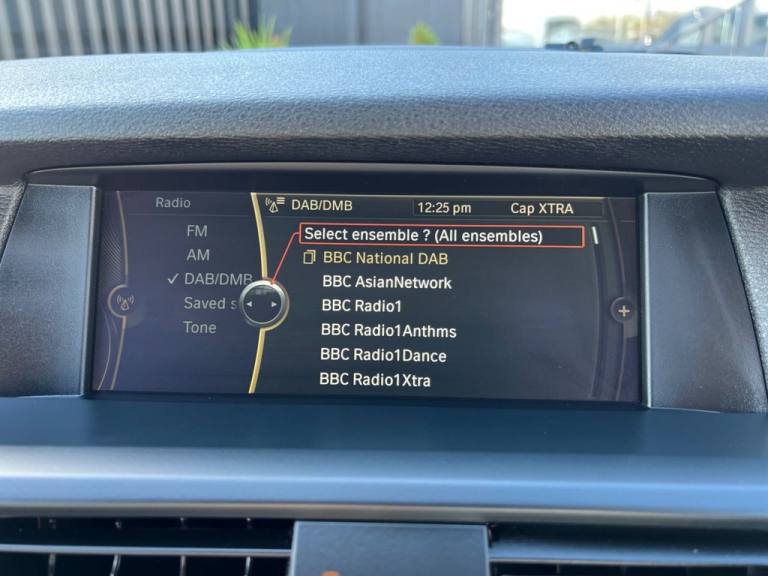 Radio
DAB/DMB 12:25 pm Cap XTRA
FM
AM
DAB/DMB
Saved s
Tone
Select ensemble ? (All ensembles)
BBC National DAB
BBC AsianNetwork
BBC Radio1
BBC Radio1Anthms
BBC Radio1Dance
BBC Radio1Xtra